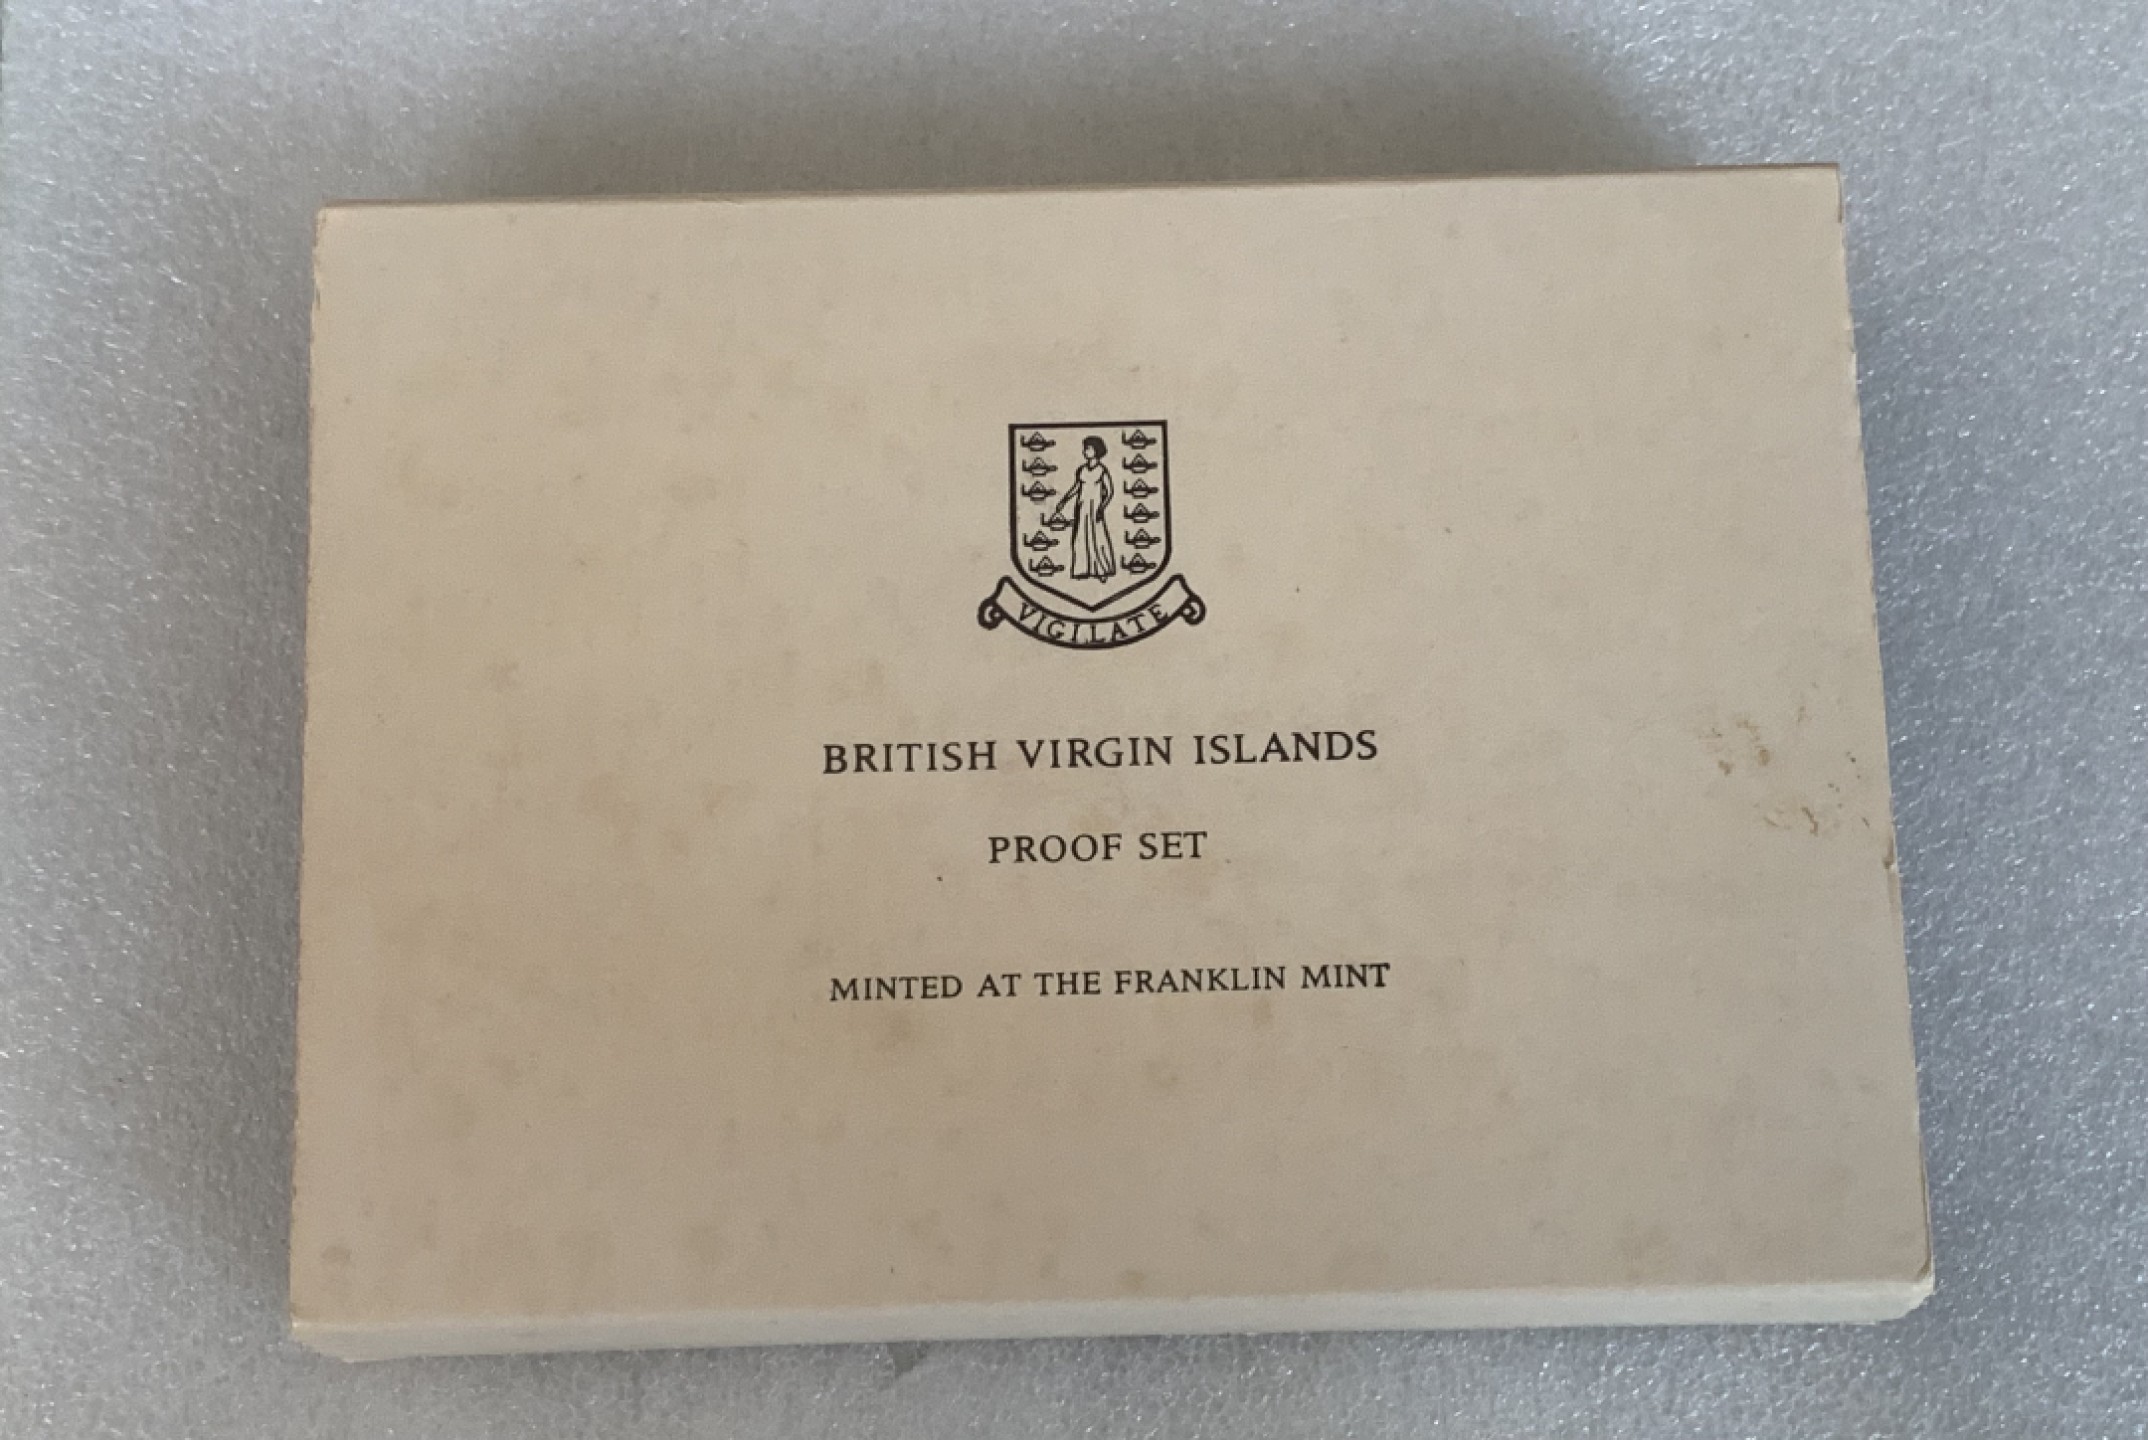 VIGILATE
BRITISH VIRGIN ISLANDS
PROOF SET
MINTED AT THE FRANKLIN MINT